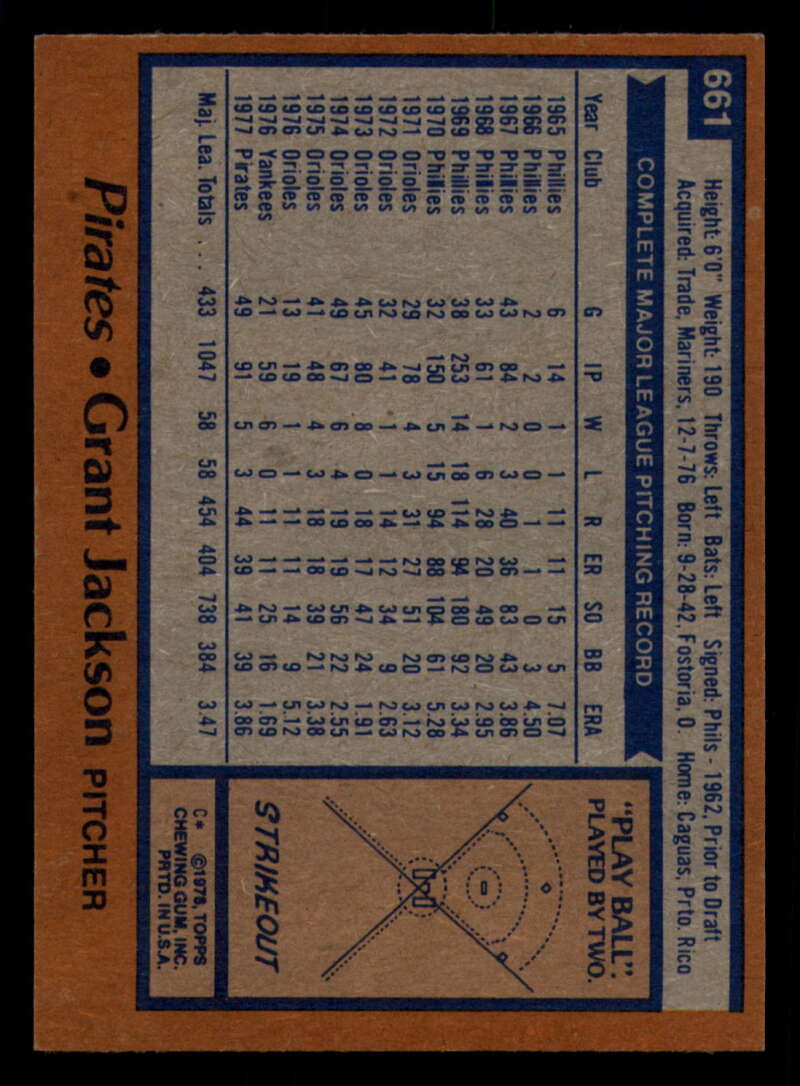 661
Height: 6'0" Weight: 190 Throws: Left Bats: Left Signed: Phils - 1962, Prior to Draft
Acquired: Trade, Mariners, 12-7-76 Born: 9-28-42, Fostoria, O. Home: Caguas, Prto. Rico
COMPLETE MAJOR LEAGUE PITCHING RECORD
Year Club G IP W L R ER SO BB ERA
1965 Phillies 6 14 1 1 11 11 15 5 7.07
1966 Phillies 2 2 0 0 1 1 0 3 4.50
1967 Phillies 43 84 2 3 40 36 83 43 3.86
1968 Phillies 33 61 1 6 28 20 49 20 2.95
1969 Phillies 38 253 14 18 114 94 180 92 3.34
1970 Phillies 32 150 5 15 94 88 104 61 5.28
1971 Orioles 29 78 4 3 31 27 51 20 3.12
1972 Orioles 32 41 1 1 14 12 34 9 2.63
1973 Orioles 45 80 8 0 18 17 47 24 1.91
1974 Orioles 49 67 6 4 19 19 56 22 2.55
1975 Orioles 41 48 4 3 18 18 39 21 3.38
1976 Orioles 13 19 1 1 11 11 14 9 5.12
1976 Yankees 21 59 6 0 11 11 25 16 1.69
1977 Pirates 49 91 5 3 44 39 41 39 3.86
Maj. Lea. Totals ... 433 1047 58 58 454 404 738 384 3.47
"PLAY BALL":
PLAYED BY TWO.
STRIKEOUT
C* ©1978, TOPPS
CHEWING GUM, INC.
PRTD. IN U.S.A.
Pirates • Grant Jackson PITCHER